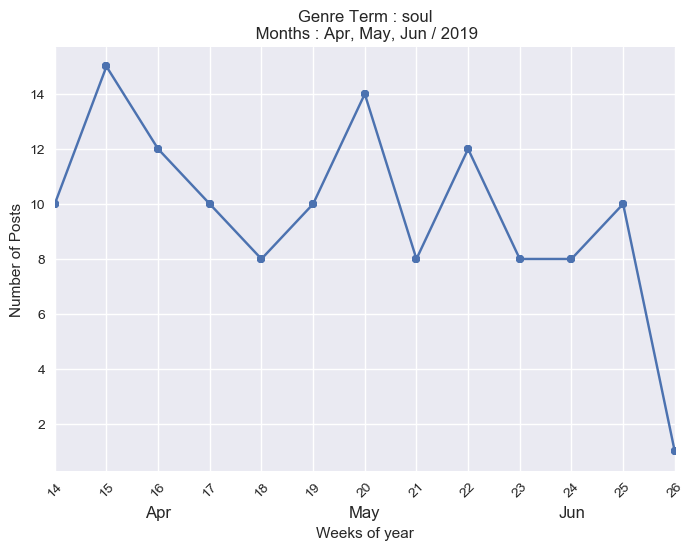 Genre Term : soul
Months : Apr, May, Jun / 2019
14
12
10
8
6
4
2
Number of Posts
14 15 16 17 18 19 20 21 22 23 24 25 26
Apr May Jun
Weeks of year